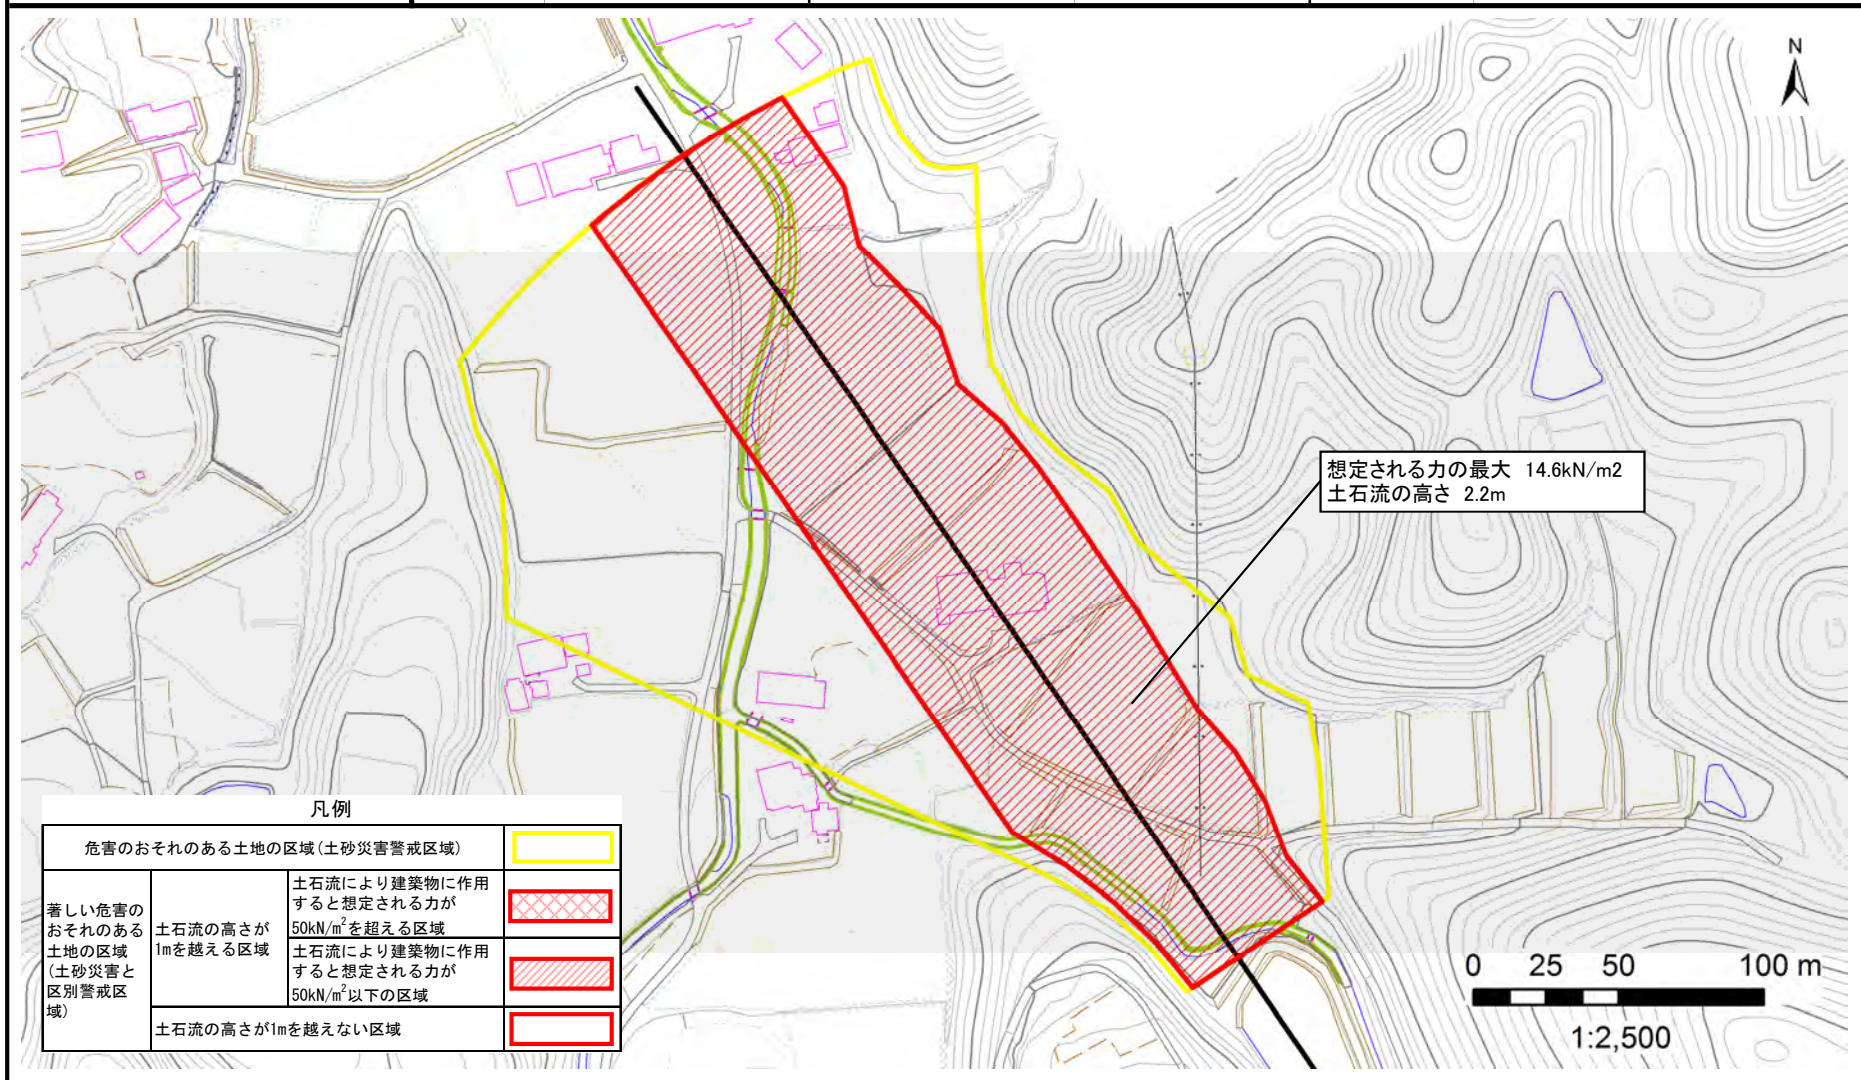 N
想定される力の最大 14.6kN/m2
土石流の高さ 2.2m
凡例
危害のおそれのある土地の区域(土砂災害警戒区域)
著しい危害の
おそれのある
土地の区域
(土砂災害と
区別警戒区
域)
土石流の高さが
1mを越える区域
土石流により建築物に作用
すると想定される力が
50kN/m²を超える区域
土石流により建築物に作用
すると想定される力が
50kN/m²以下の区域
土石流の高さが1mを越えない区域
0 25 50 100 m
1:2,500